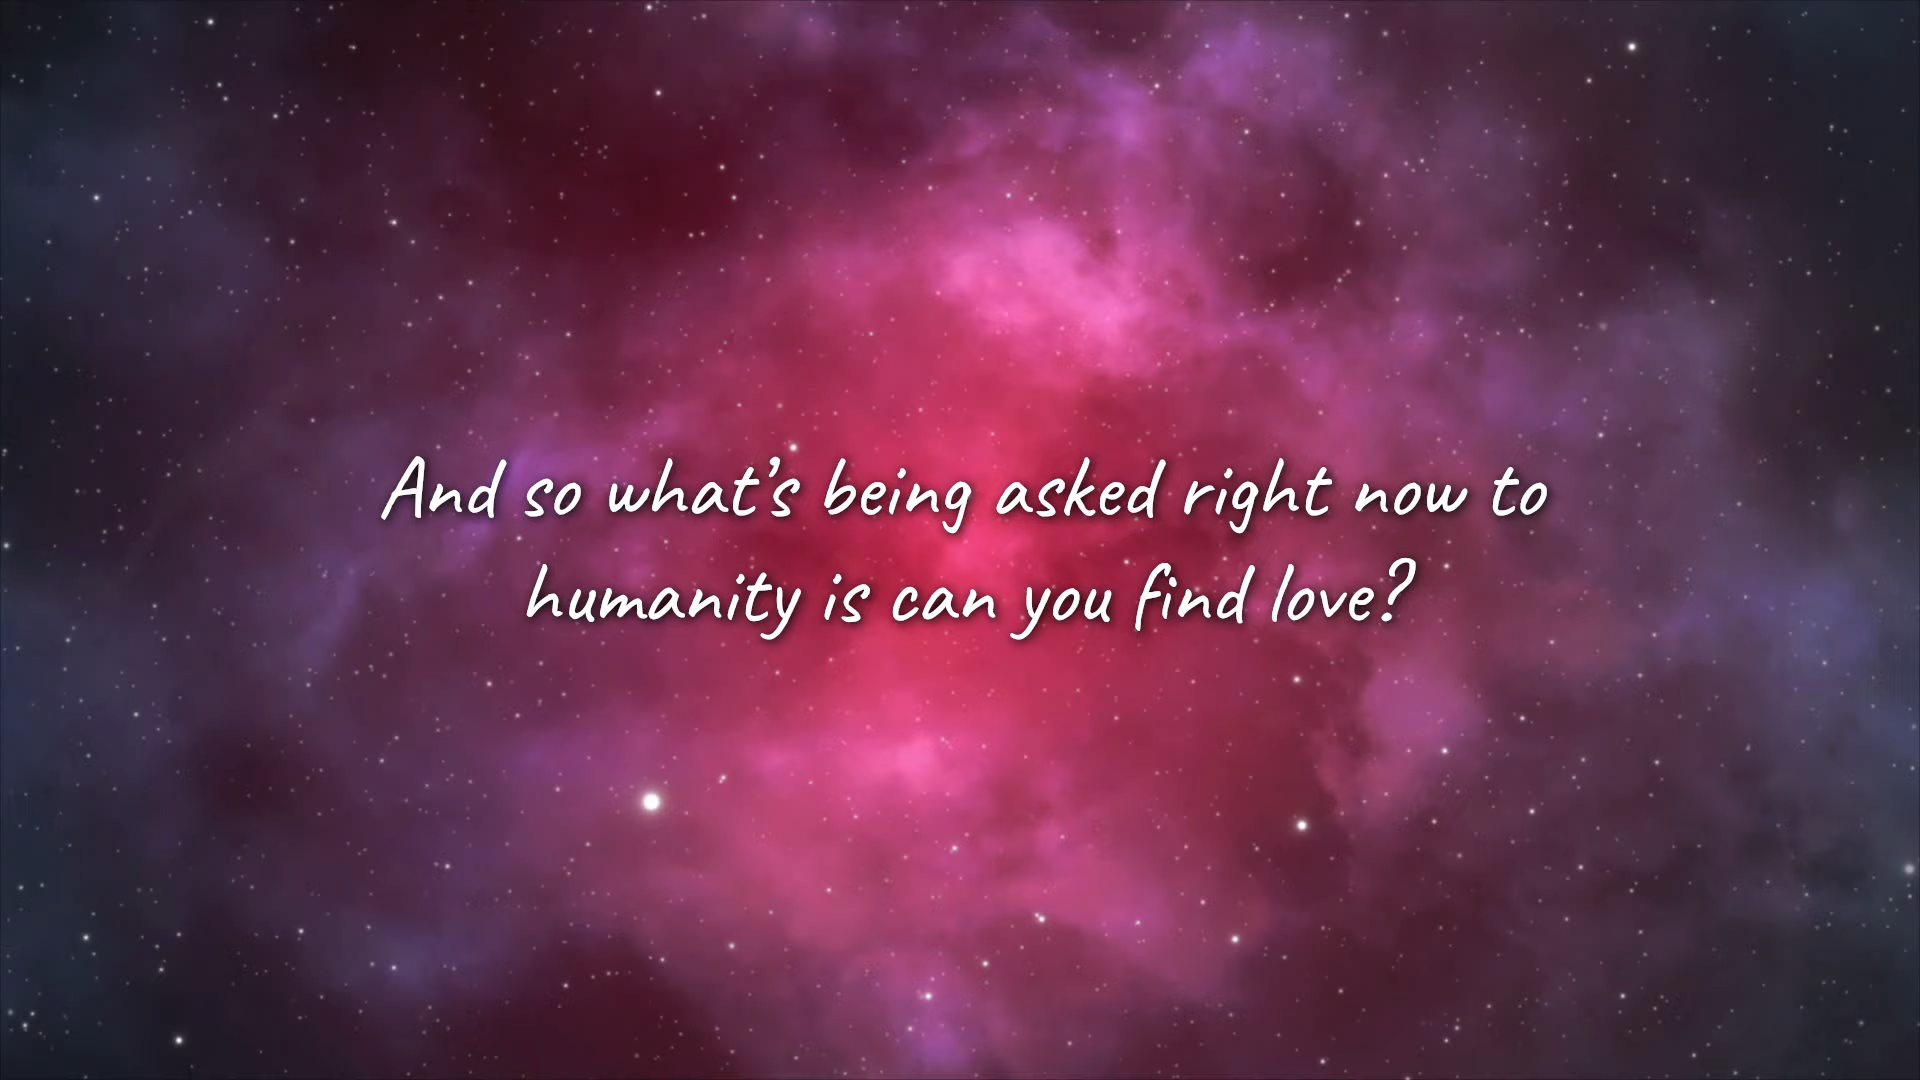 And so what’s being asked right now to
humanity is can you find love?